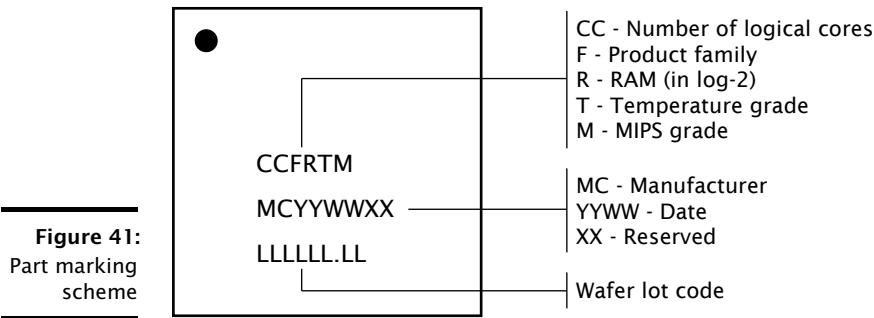 CC - Number of logical cores
F - Product family
R - RAM (in log-2)
T - Temperature grade
M - MIPS grade
CCFRTM
MCYYWWXX
LLLLLL.LL
MC - Manufacturer
YYWW - Date
XX - Reserved
Wafer lot code
Figure 41:
Part marking
scheme